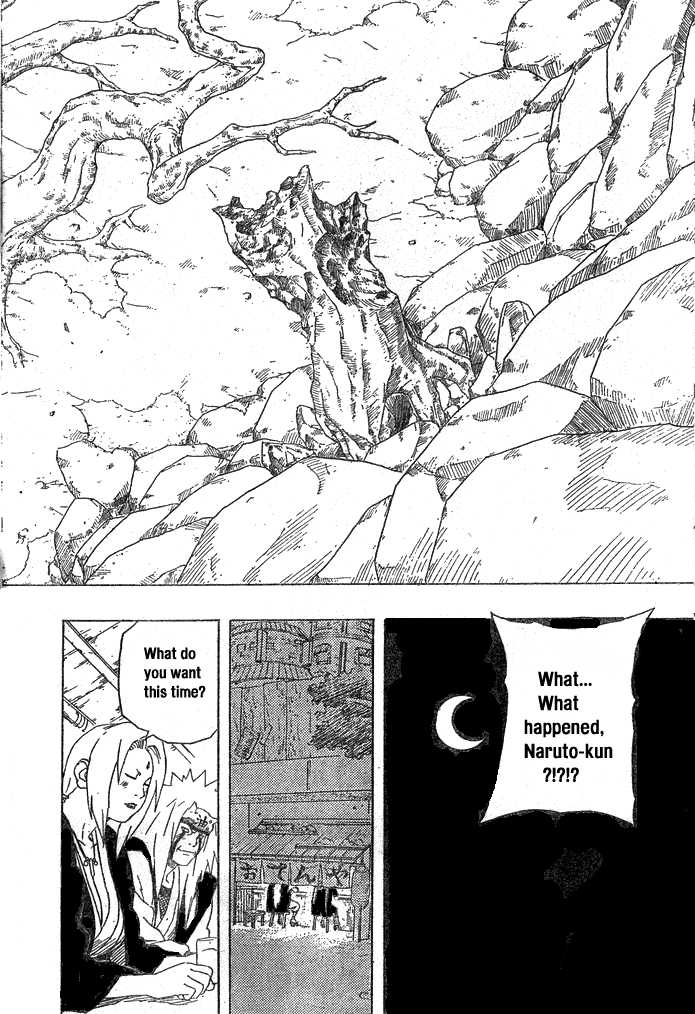 What...
What
happened,
Naruto-kun
?!?!?
おでんや
What do
you want
this time?